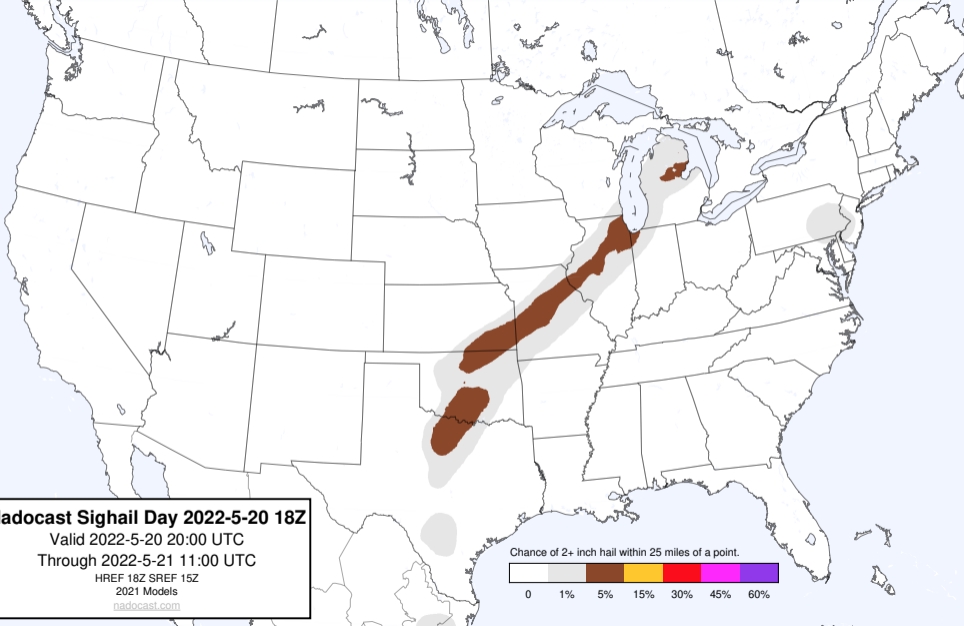 adocast Sighail Day 2022-5-20 18Z
Valid 2022-5-20 20:00 UTC
Through 2022-5-21 11:00 UTC
HREF 18Z SREF 15Z
2021 Models
nadocast.com
Chance of 2+ inch hail within 25 miles of a point.
0 1% 5% 15% 30% 45% 60%